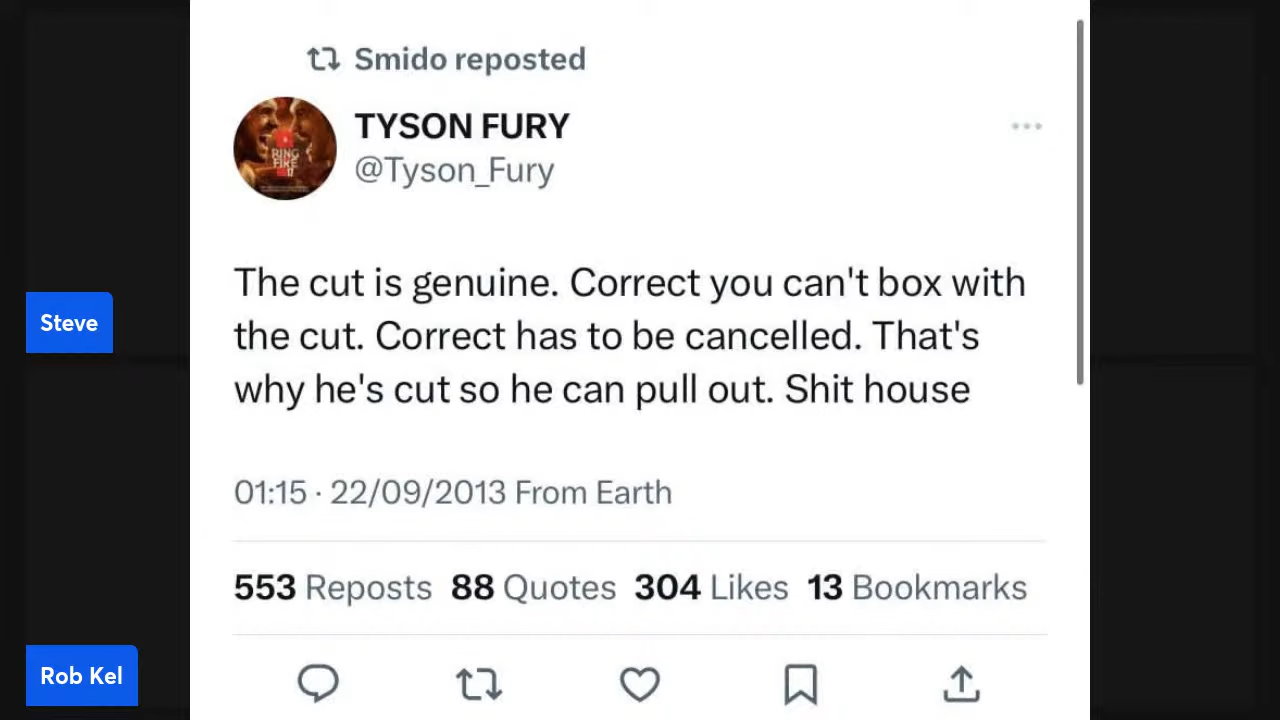 Smido reposted
TYSON FURY
@Tyson_Fury
The cut is genuine. Correct you can't box with
the cut. Correct has to be cancelled. That's
why he's cut so he can pull out. Shit house
01:15 · 22/09/2013 From Earth
553 Reposts 88 Quotes 304 Likes 13 Bookmarks
Steve
Rob Kel
RING
FIRE